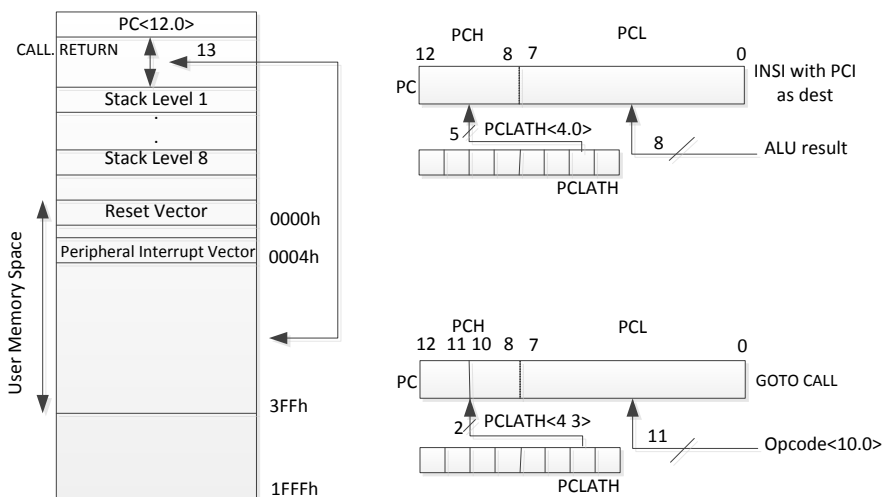 PC<12.0>
CALL. RETURN
13
Stack Level 1
.
.
Stack Level 8
Reset Vector
0000h
Peripheral Interrupt Vector
0004h
User Memory Space
3FFh
1FFFh
PCH
PCL
12
8
7
0
PC
INSI with PCI
as dest
5
PCLATH<4.0>
8
ALU result
PCLATH
PCH
PCL
12
11
10
8
7
0
PC
GOTO CALL
2
PCLATH<4 3>
11
Opcode<10.0>
PCLATH